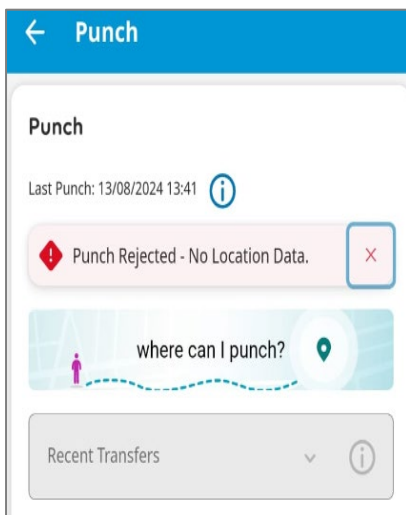 Punch
Punch
Last Punch: 13/08/2024 13:41
Punch Rejected - No Location Data.
where can I punch?
Recent Transfers